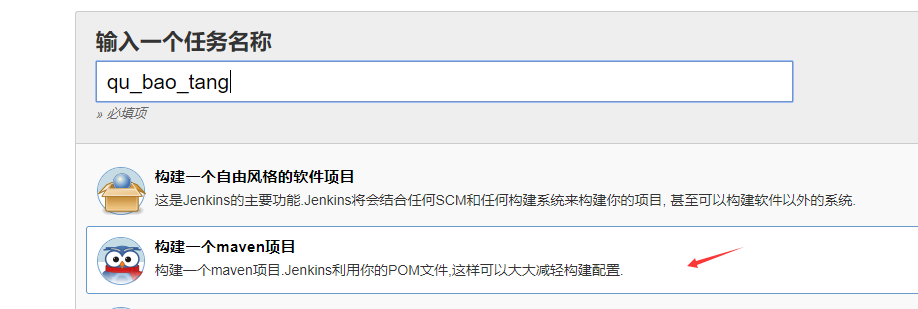 输入一个任务名称
qu_bao_tang
» 必填项
构建一个自由风格的软件项目
这是Jenkins的主要功能.Jenkins将会结合任何SCM和任何构建系统来构建你的项目, 甚至可以构建软件以外的系统.
构建一个maven项目
构建一个maven项目.Jenkins利用你的POM文件,这样可以大大减轻构建配置.